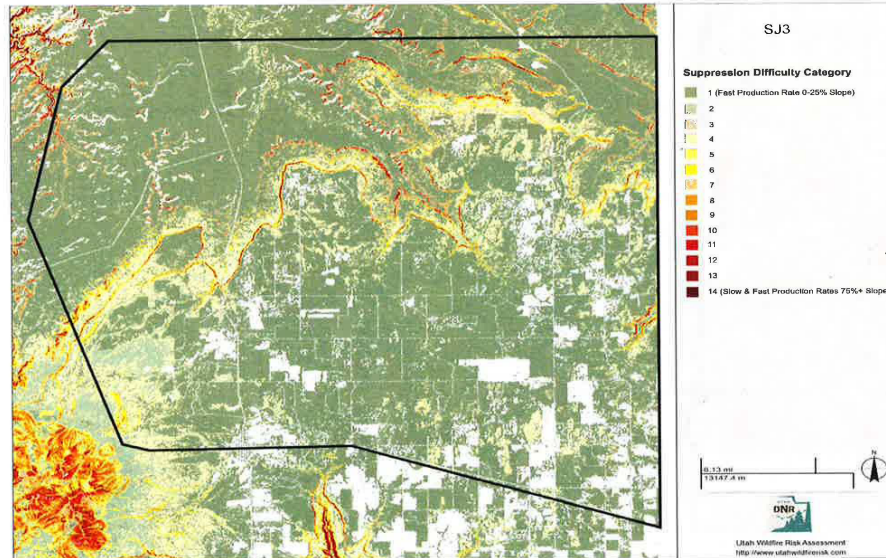 SJ3
Suppression Difficulty Category
1 (Fast Production Rate 0-25% Slope)
2
3
4
5
6
7
8
9
10
11
12
13
14 (Slow & Fast Production Rates 75%+ Slope
N
8.13 mi
13147.4 m
UTAH
DNR
Utah Wildfire Risk Assessment
http://www.utahwildfirerisk.com